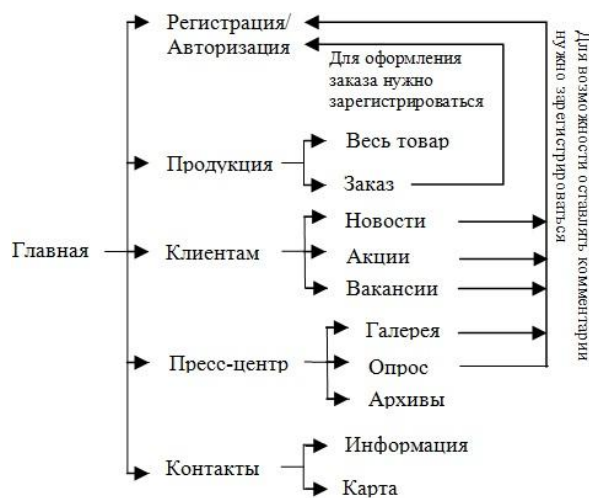 Регистрация/
Авторизация
Для оформления
заказа нужно
зарегистрироваться
Для возможности оставлять комментарии
нужно зарегистрироваться
Продукция
Весь товар
Заказ
Главная
Клиентам
Новости
Акции
Вакансии
Пресс-центр
Галерея
Опрос
Архивы
Контакты
Информация
Карта